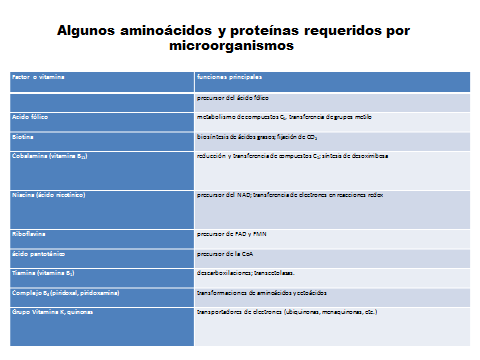 Algunos aminoácidos y proteínas requeridos por
microorganismos
Factor o vitamina funciones principales
precursor del ácido fólico
Acido fólico metabolismo de compuestos C₁, transferencia de grupos metilo
Biotina biosíntesis de ácidos grasos; fijación de CO₂
Cobalamina (vitamina B₁₂) reducción y transferencia de compuestos C₁; síntesis de desoxiribosa
Niacina (ácido nicotínico) precursor del NAD; transferencia de electrones en reacciones redox
Riboflavina precursor de FAD y FMN
ácido pantoténico precursor de la CoA
Tiamina (vitamina B₁) descarboxilaciones; transcetolasas.
Complejo B₆ (piridoxal, piridoxamina) transformaciones de aminoácidos y cetoácidos
Grupo Vitamina K, quinonas transportadores de electrones (ubiquinonas, menaquinonas, etc.)